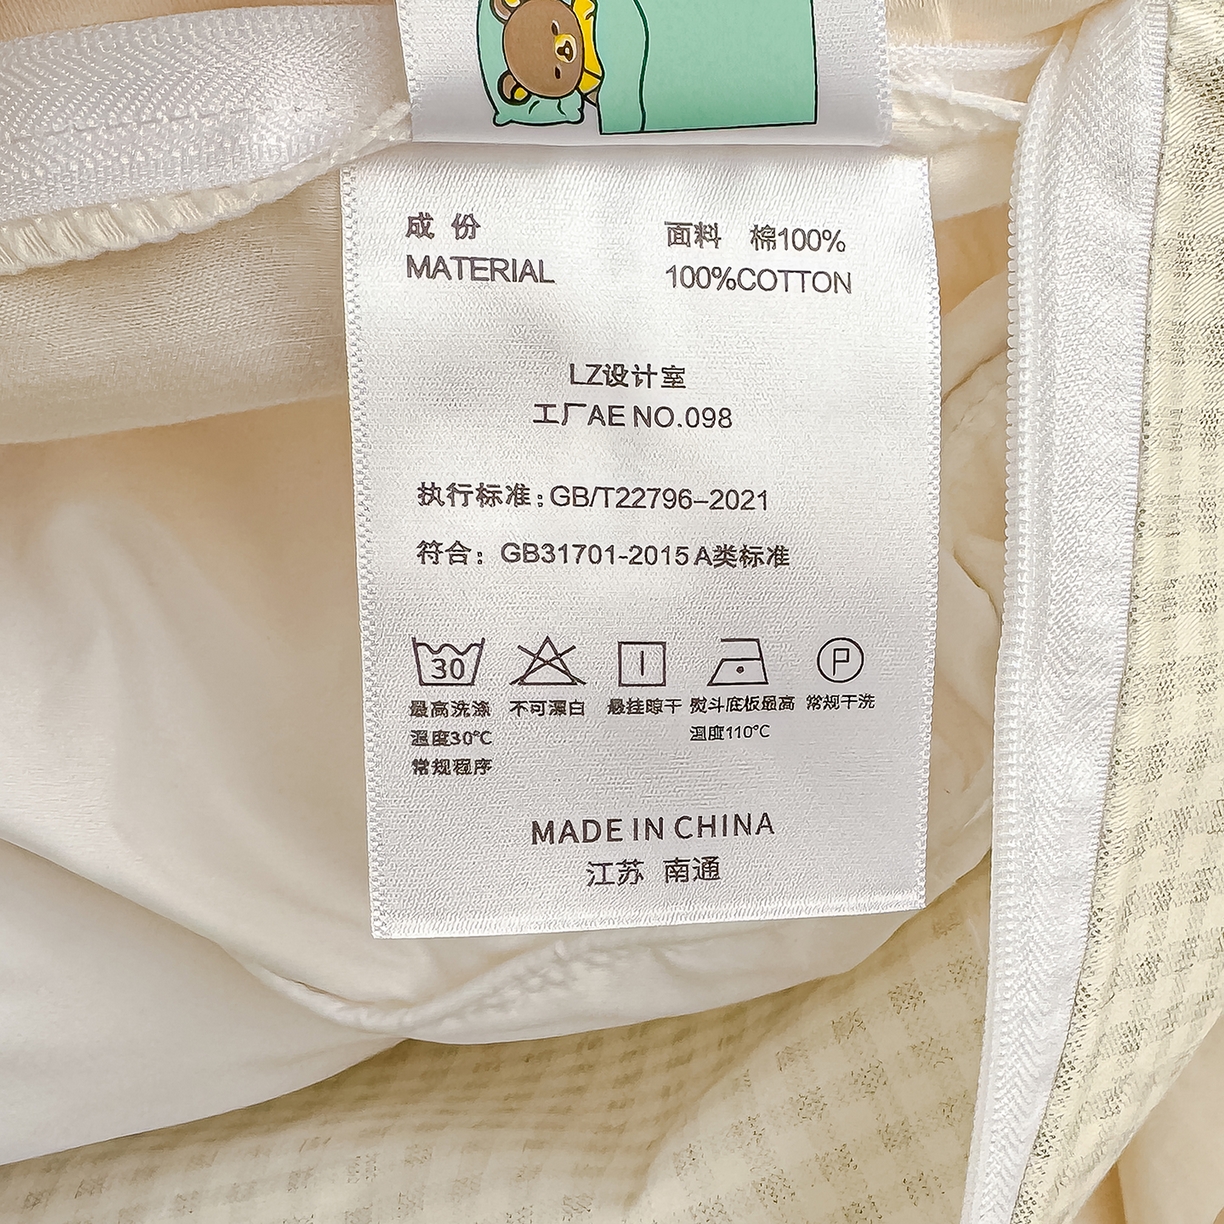 成 份
面料 棉100%
MATERIAL
100%COTTON
LZ设计室
工厂AE NO.098
执行标准:GB/T22796-2021
符合: GB31701-2015 A类标准
30
P
最高洗涤 不可漂白 悬挂晾干 熨斗底板最高 常规干洗
温度30℃ 温度110℃
常规程序
MADE IN CHINA
江苏 南通